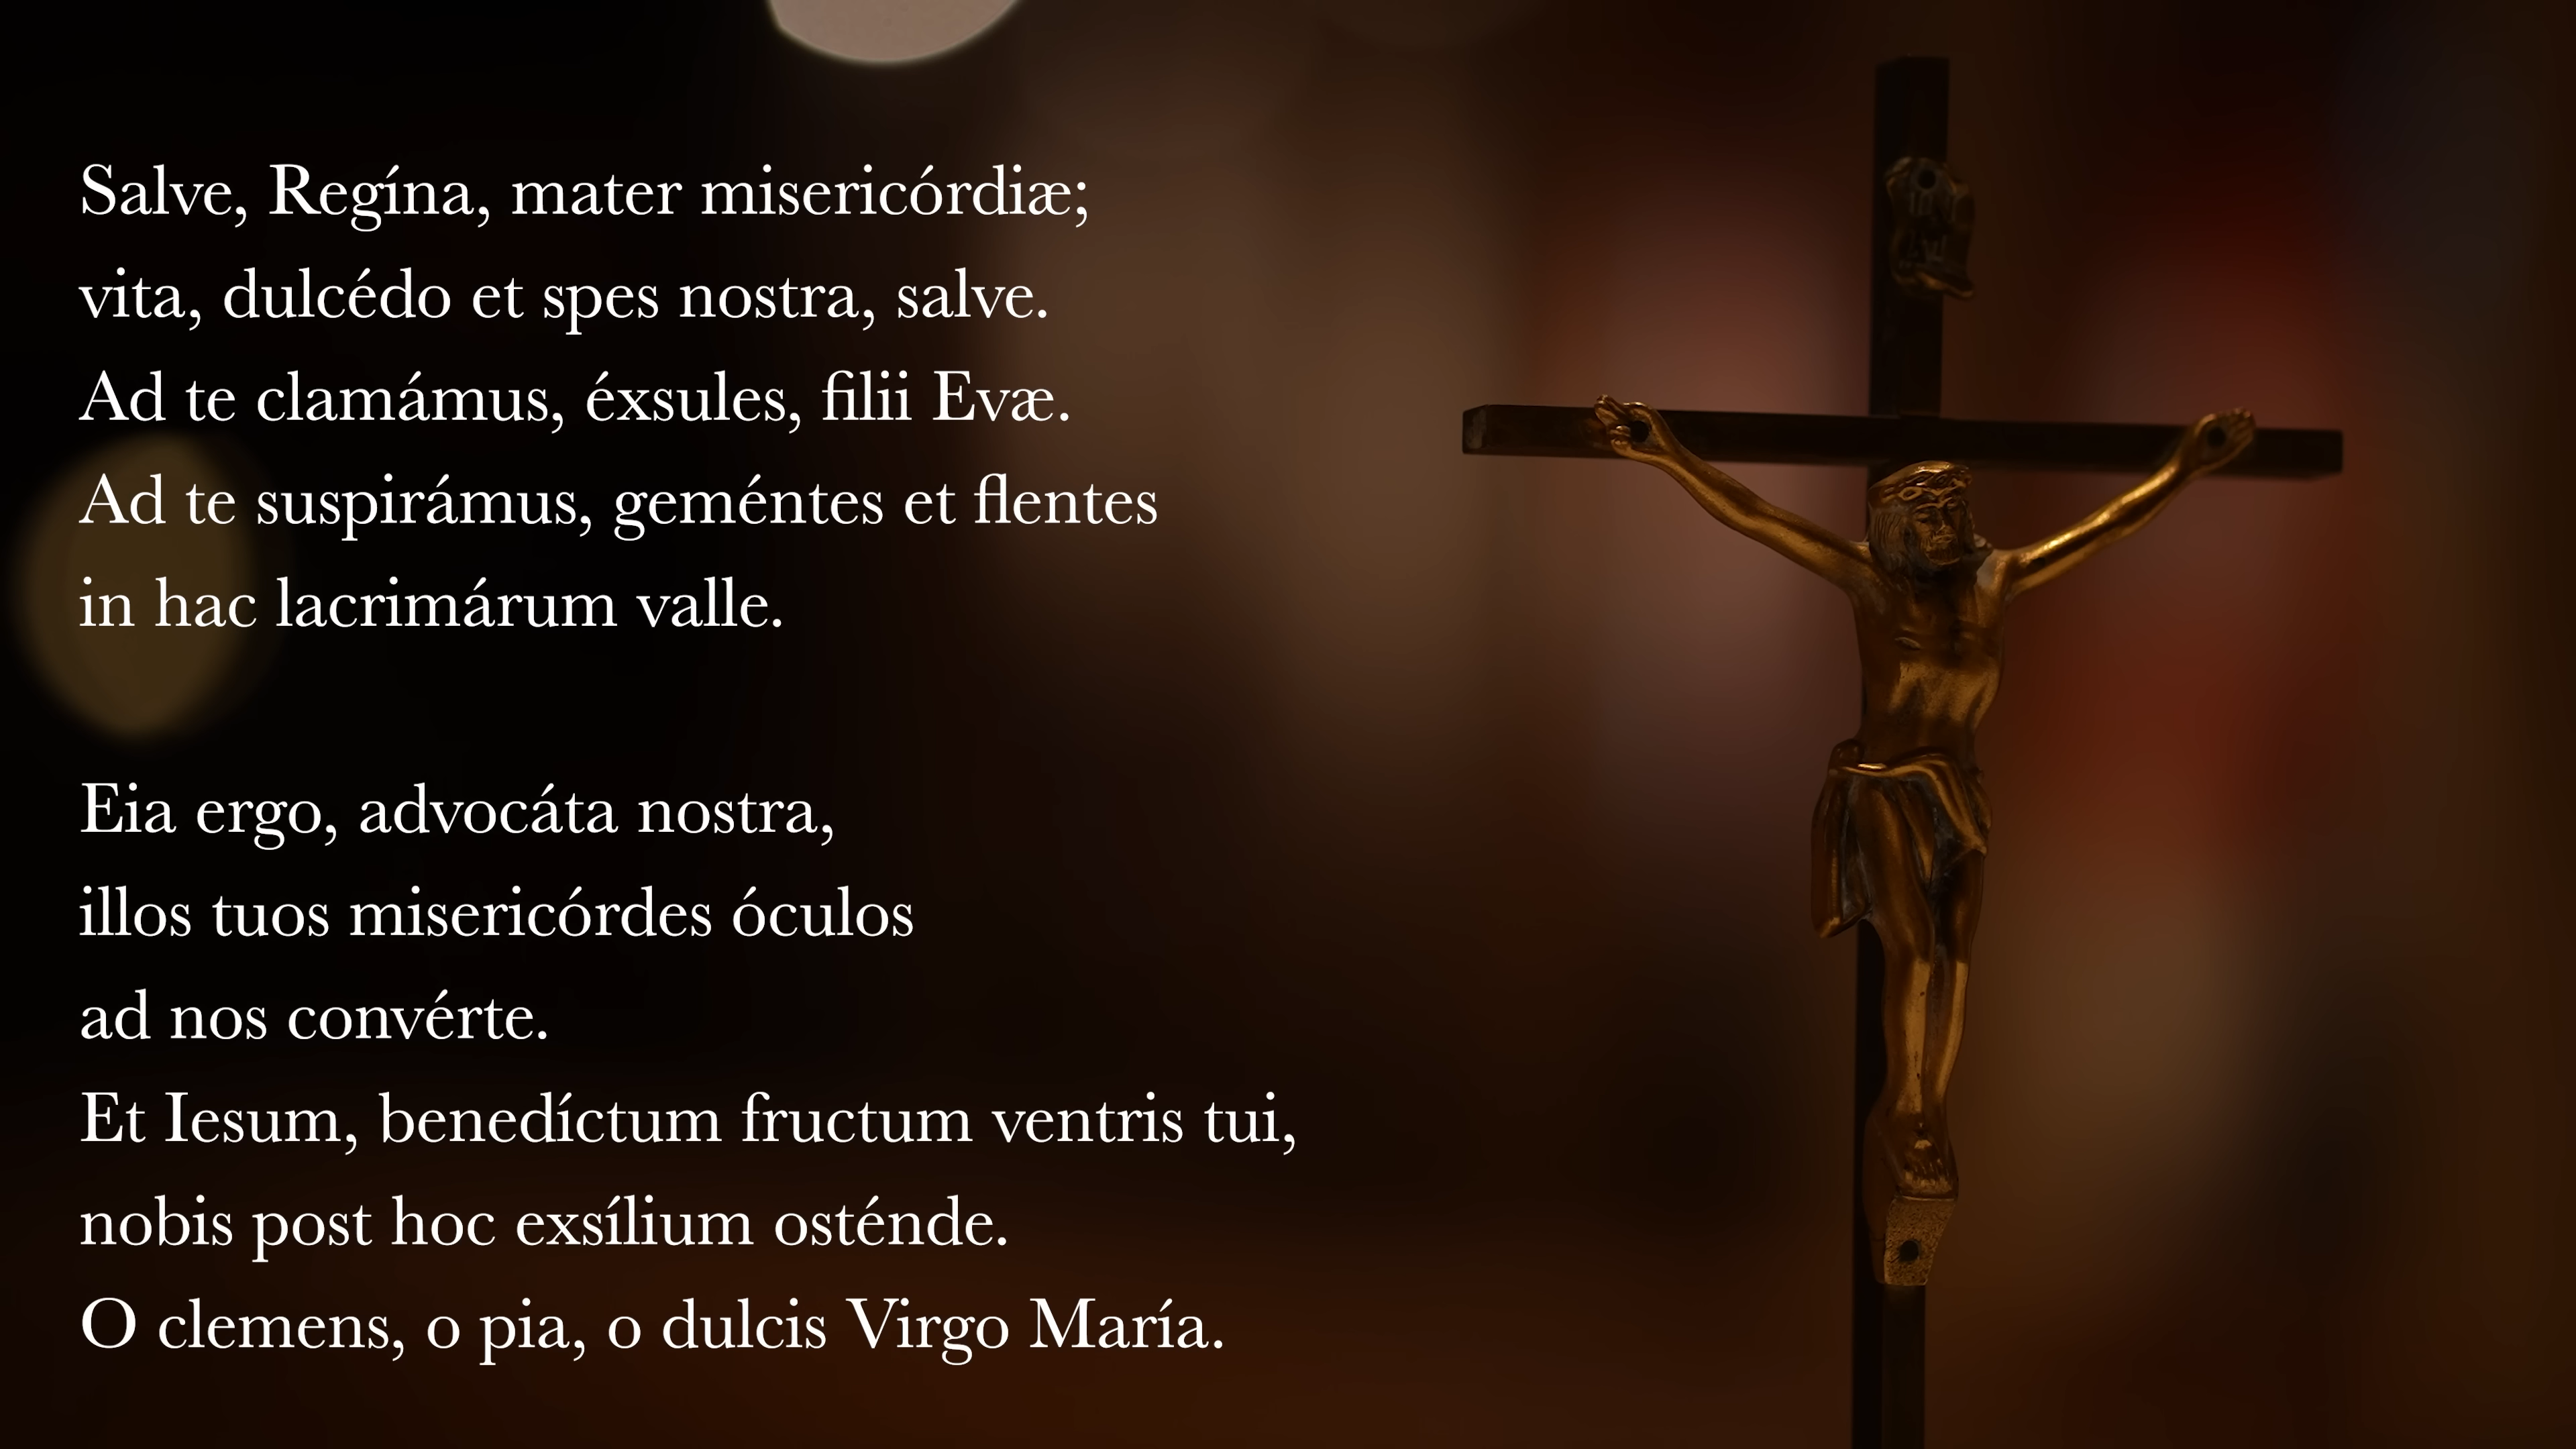 Salve, Regína, mater misericórdiæ;
vita, dulcédo et spes nostra, salve.
Ad te clamámus, éxsules, filii Evæ.
Ad te suspirámus, geméntes et flentes
in hac lacrimárum valle.
Eia ergo, advocáta nostra,
illos tuos misericórdes óculos
ad nos convérte.
Et Iesum, benedíctum fructum ventris tui,
nobis post hoc exsílium osténde.
O clemens, o pia, o dulcis Virgo María.